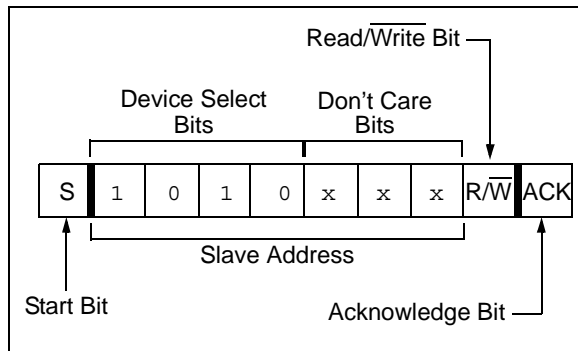 Read/Write Bit
Device Select Bits
Don't Care Bits
S 1 0 1 0 x x x R/W ACK
Slave Address
Start Bit
Acknowledge Bit